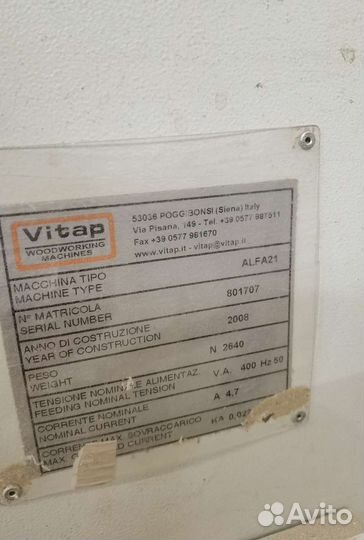 Vitap
WOODWORKING
MACHINES
53036 POGGIBONSI (Siena) Italy
Via Pisana, 149 - Tel. +39 0577 987511
Fax +39 0577 981670
www.vitap.it - vitap@vitap.it
MACCHINA TIPO
MACHINE TYPE
ALFA21
N° MATRICOLA
SERIAL NUMBER
801707
ANNO DI COSTRUZIONE
YEAR OF CONSTRUCTION
2008
PESO
WEIGHT
N 2640
TENSIONE NOMINALE ALIMENTAZ.
FEEDING NOMINAL TENSION
V.A. 400 Hz 50
CORRENTE NOMINALE
NOMINAL CURRENT
A 4,7
CORRENTE MAX. SOVRACCARICO
MAX. CURRENT
KA
Avito